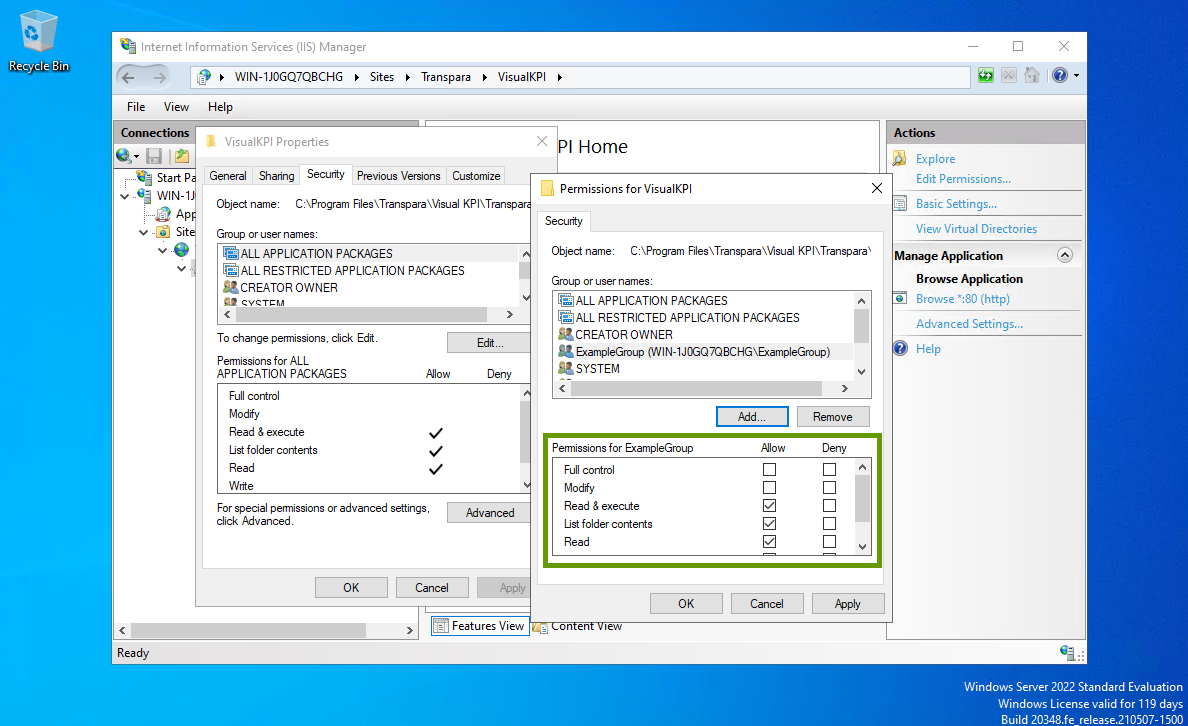 Recycle Bin
Internet Information Services (IIS) Manager
WIN-1J0GQ7QBCHG Sites Transpara VisualKPI
File View Help
Connections
Start Pa
WIN-1J
App
Site
VisualKPI Properties
General Sharing Security Previous Versions Customize
Object name: C:\Program Files\Transpara\Visual KPI\Transpara
Group or user names:
ALL APPLICATION PACKAGES
ALL RESTRICTED APPLICATION PACKAGES
CREATOR OWNER
SYSTEM
To change permissions, click Edit.
Edit...
Permissions for ALL
APPLICATION PACKAGES Allow Deny
Full control
Modify
Read & execute
List folder contents
Read
Write
For special permissions or advanced settings,
click Advanced.
Advanced
OK Cancel Apply
PI Home
Permissions for VisualKPI
Security
Object name: C:\Program Files\Transpara\Visual KPI\Transpara\
Group or user names:
ALL APPLICATION PACKAGES
ALL RESTRICTED APPLICATION PACKAGES
CREATOR OWNER
ExampleGroup (WIN-1J0GQ7QBCHG\ExampleGroup)
SYSTEM
Add... Remove
Permissions for ExampleGroup Allow Deny
Full control
Modify
Read & execute
List folder contents
Read
OK Cancel Apply
Features View Content View
Actions
Explore
Edit Permissions...
Basic Settings...
View Virtual Directories
Manage Application
Browse Application
Browse *:80 (http)
Advanced Settings...
Help
Ready
Windows Server 2022 Standard Evaluation
Windows License valid for 119 days
Build 20348.fe_release.210507-1500